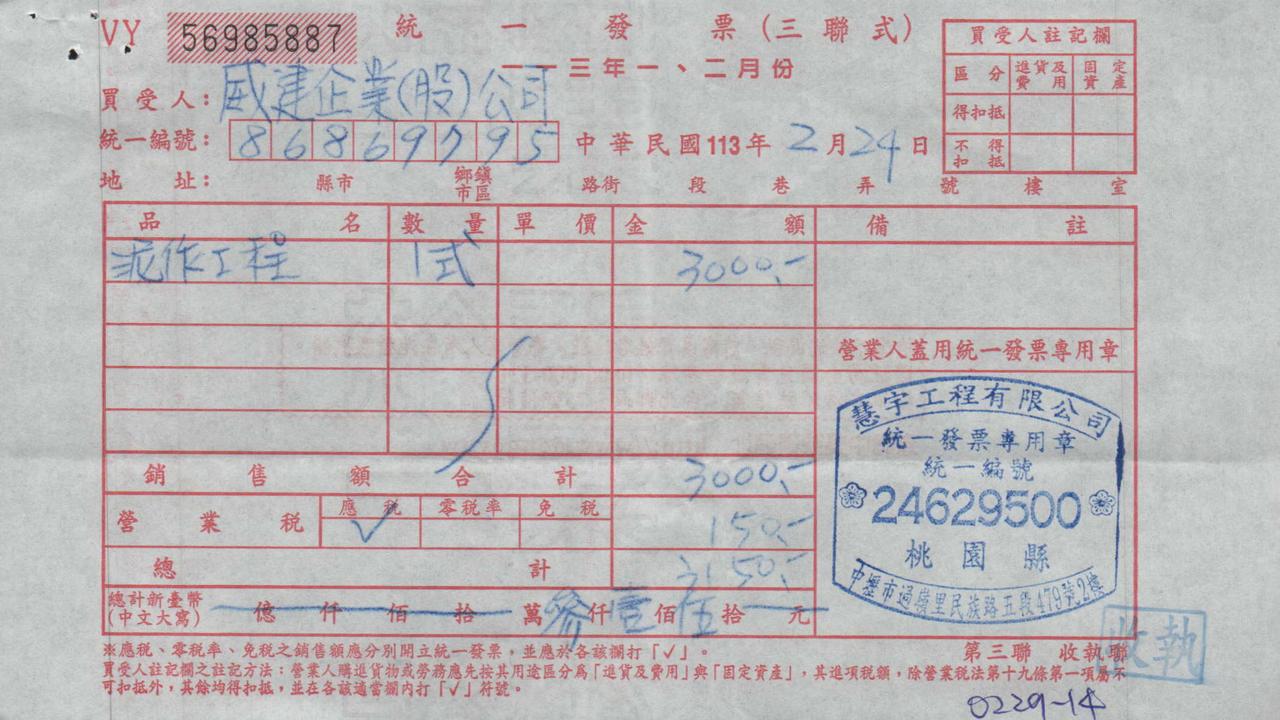 VY 56985887 統一發票(三聯式)
一一三年一、二月份
買受人註記欄
區分 進貨及費用 固定資產
得扣抵
不得扣抵
買受人: 威建企業(股)公司
統一編號: 86869795 中華民國113年2月24日
地址: 縣市 鄉鎮市區 路街 段 巷 弄 號 樓 室
品名 數量 單價 金額 備註
泥作工程 1式 3000.-
營業人蓋用統一發票專用章
銷售額合計 3000.-
營業稅 應稅 ✓ 零稅率 免稅 150.-
總計 3150.-
總計新臺幣(中文大寫) 億 仟 佰 拾 萬 參仟壹佰伍拾 元
慧宇工程有限公司
統一發票專用章
統一編號
24629500
桃園縣
中壢市過嶺里民族路五段479號2樓
※應稅、零稅率、免稅之銷售額應分別開立統一發票,並應於各該欄打「✓」。
第三聯 收執聯
收執
買受人註記欄之註記方法:營業人購進貨物或勞務應先按其用途區分為「進貨及費用」與「固定資產」,其進項稅額,除營業稅法第十九條第一項屬不
可扣抵外,其餘均得扣抵,並在各該適當欄內打「✓」符號。
0229-14